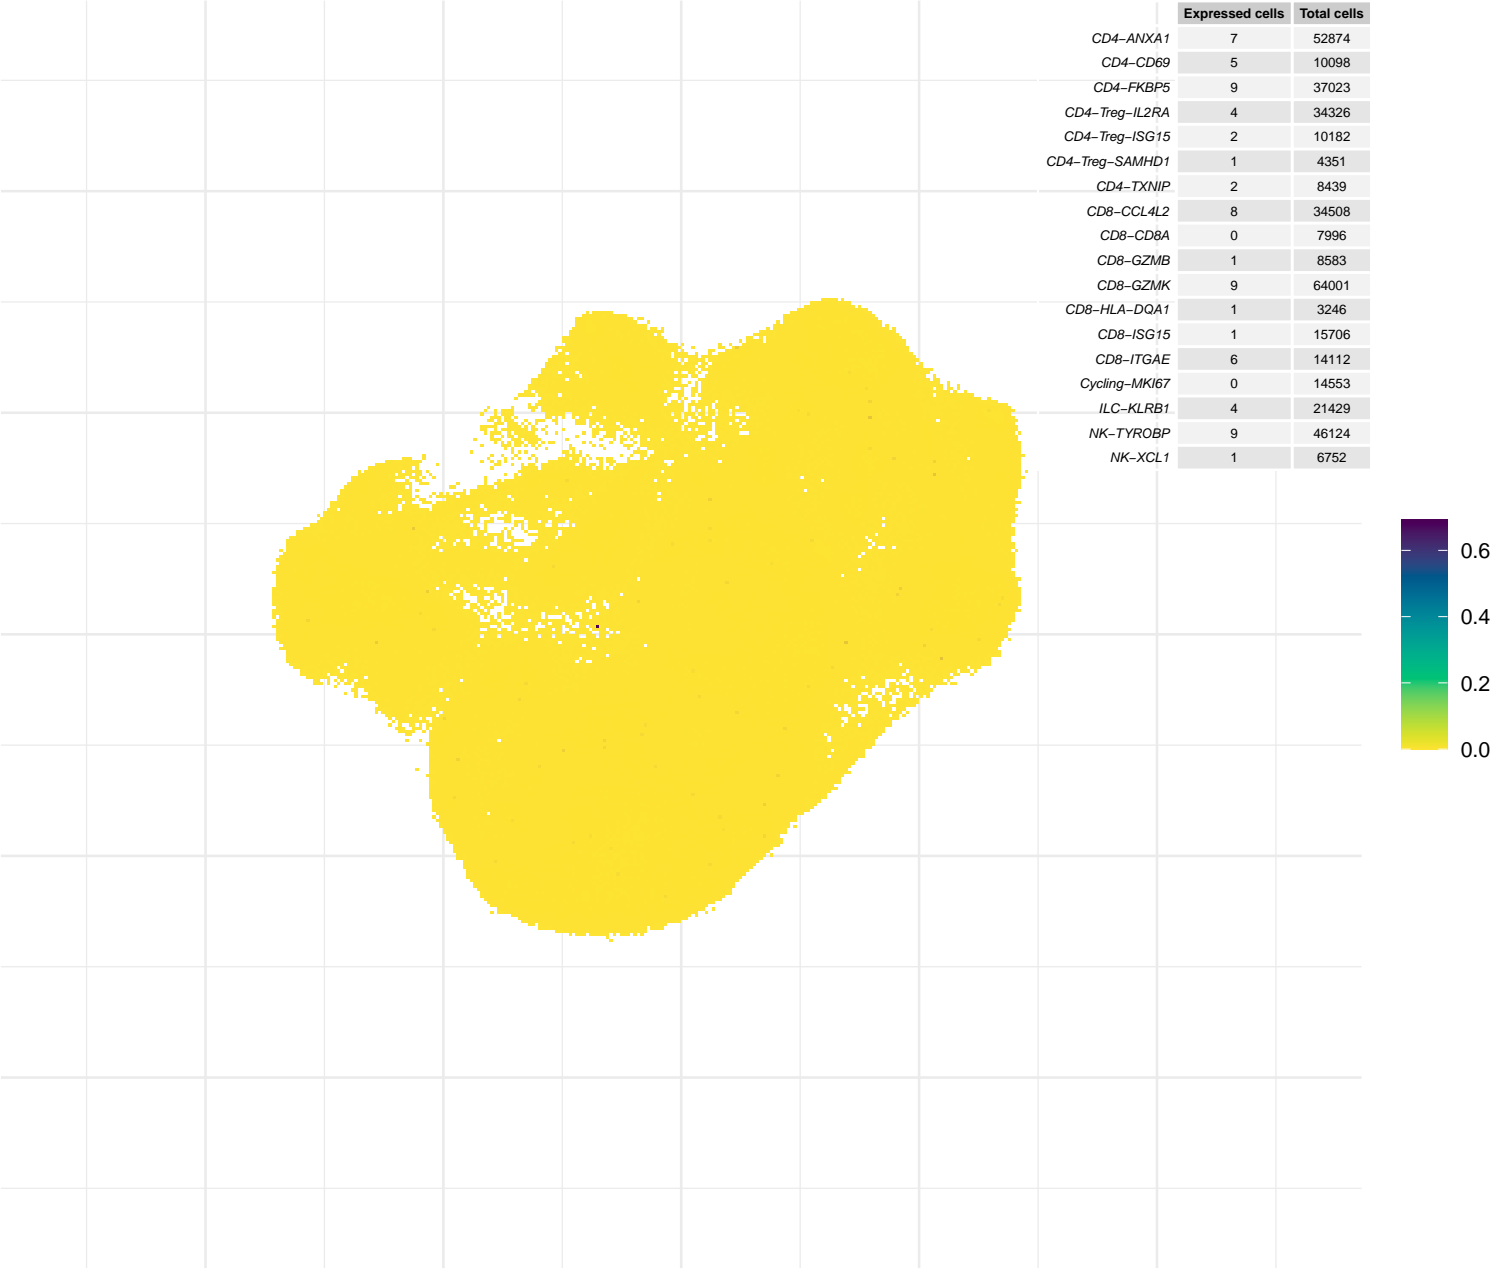 Expressed cells Total cells
CD4−ANXA1 7 52874
CD4−CD69 5 10098
CD4−FKBP5 9 37023
CD4−Treg−IL2RA 4 34326
CD4−Treg−ISG15 2 10182
CD4−Treg−SAMHD1 1 4351
CD4−TXNIP 2 8439
CD8−CCL4L2 8 34508
CD8−CD8A 0 7996
CD8−GZMB 1 8583
CD8−GZMK 9 64001
CD8−HLA−DQA1 1 3246
CD8−ISG15 1 15706
CD8−ITGAE 6 14112
Cycling−MKI67 0 14553
ILC−KLRB1 4 21429
NK−TYROBP 9 46124
NK−XCL1 1 6752
0.6
0.4
0.2
0.0